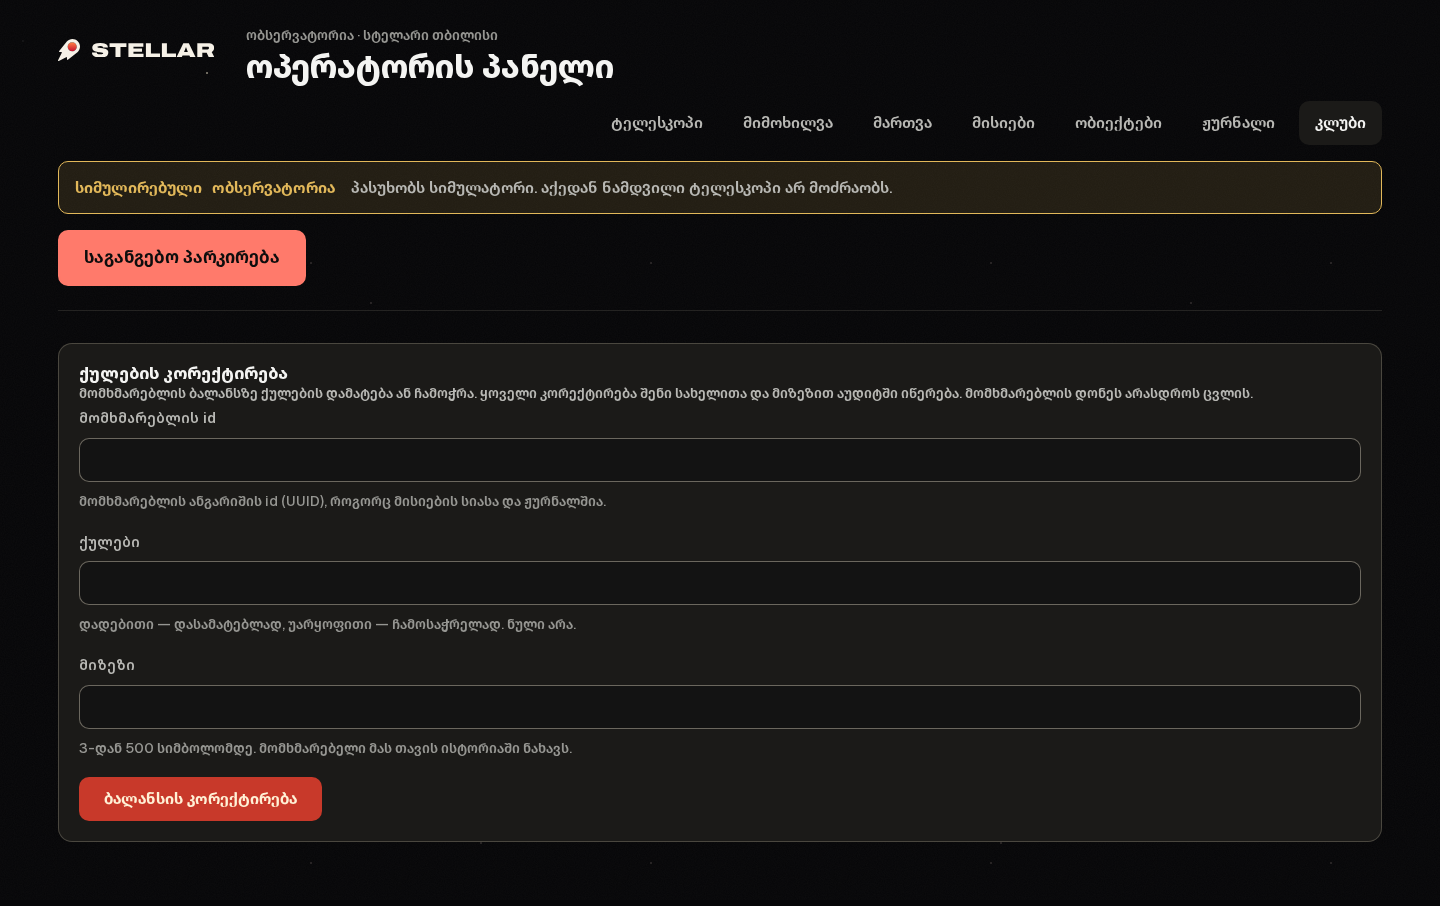 STELLAR
ობსერვატორია · სტელარი თბილისი
ოპერატორის პანელი
ტელესკოპი
მიმოხილვა
მართვა
მისიები
ობიექტები
ჟურნალი
კლუბი
სიმულირებული ობსერვატორია პასუხობს სიმულატორი. აქედან ნამდვილი ტელესკოპი არ მოძრაობს.
საგანგებო პარკირება
ქულების კორექტირება
მომხმარებლის ბალანსზე ქულების დამატება ან ჩამოჭრა. ყოველი კორექტირება შენი სახელითა და მიზეზით აუდიტში იწერება. მომხმარებლის დონეს არასდროს ცვლის.
მომხმარებლის id
მომხმარებლის ანგარიშის id (UUID), როგორც მისიების სიასა და ჟურნალშია.
ქულები
დადებითი — დასამატებლად, უარყოფითი — ჩამოსაჭრელად. ნული არა.
მიზეზი
3-დან 500 სიმბოლომდე. მომხმარებელი მას თავის ისტორიაში ნახავს.
ბალანსის კორექტირება